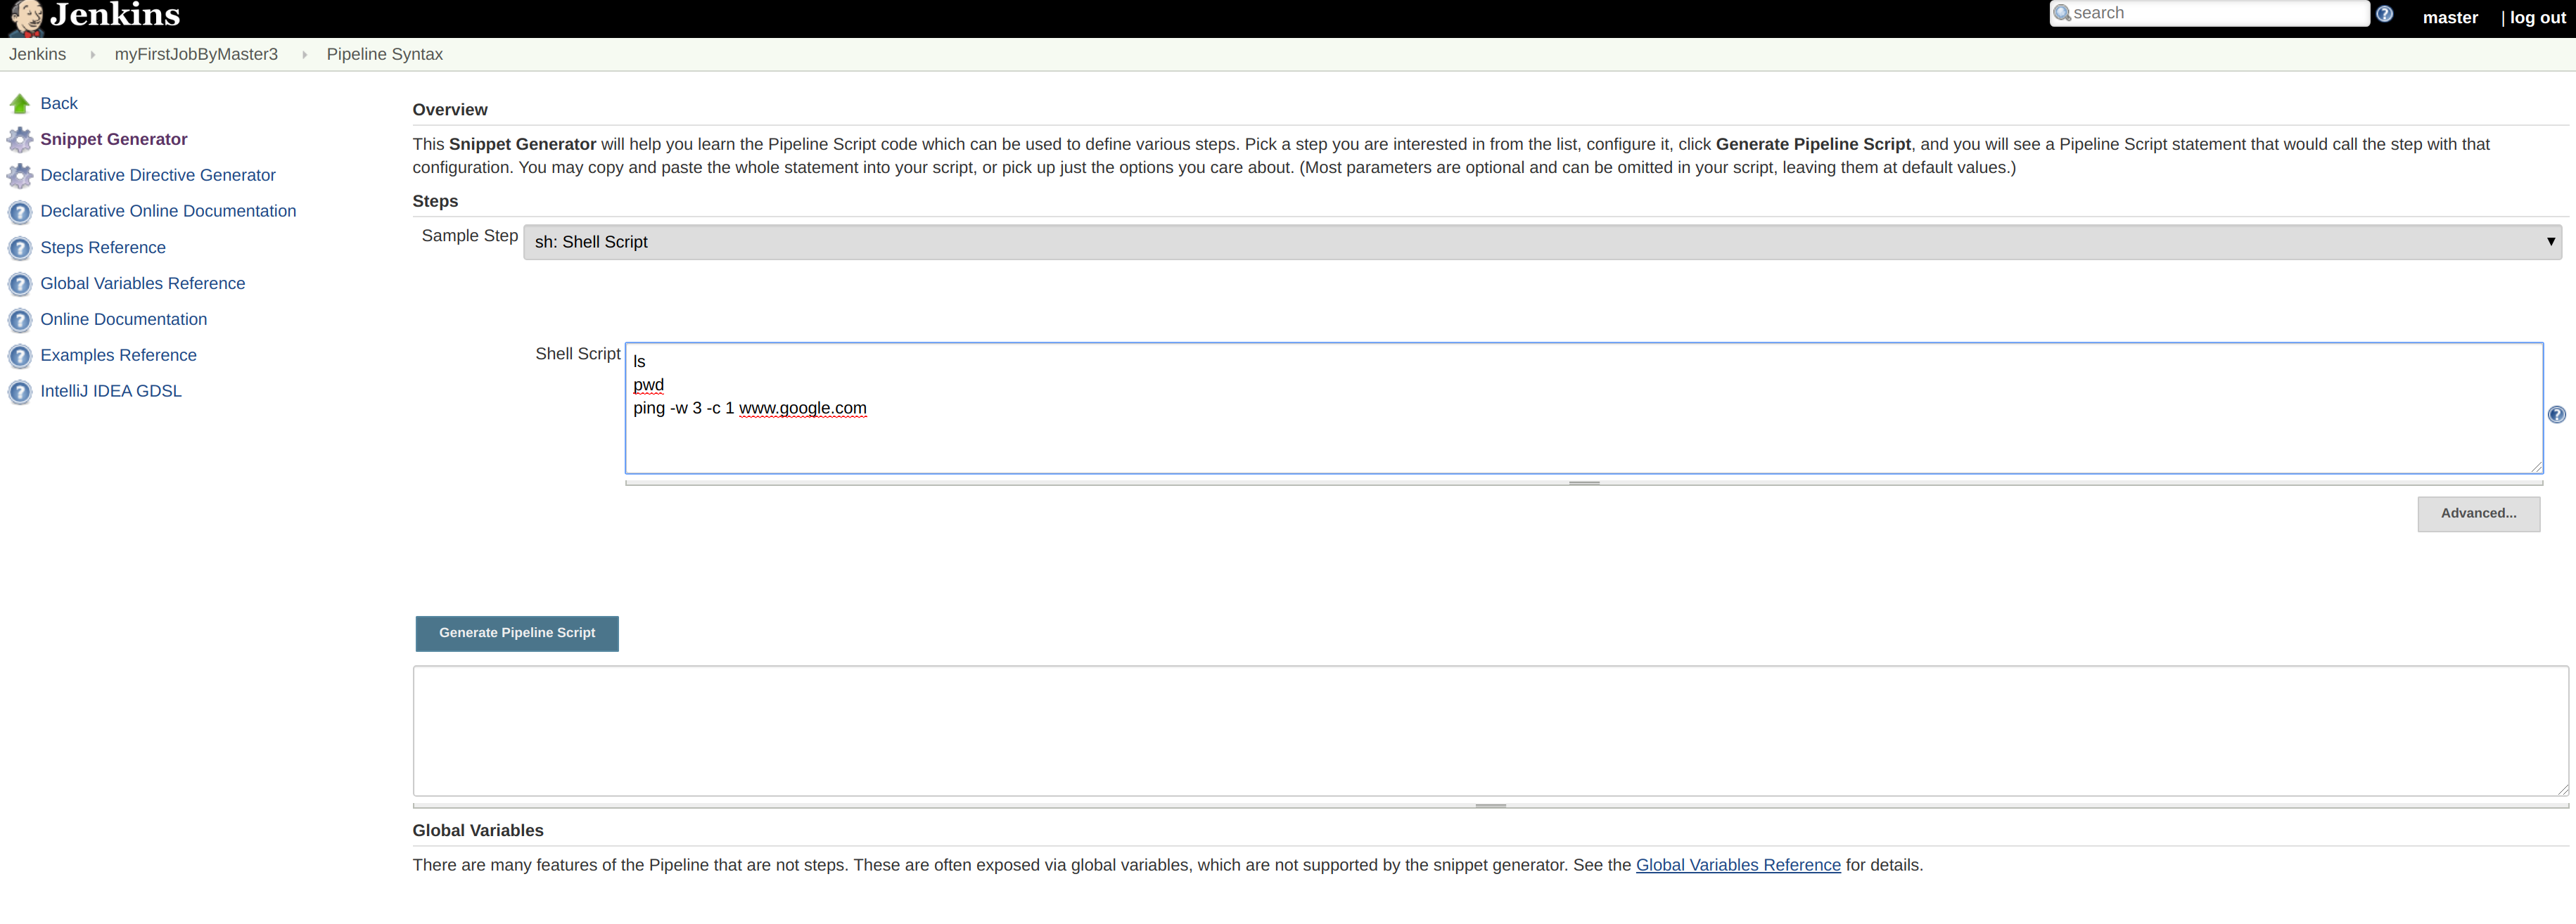 Jenkins
search
master | log out
Jenkins myFirstJobByMaster3 Pipeline Syntax
Back
Snippet Generator
Declarative Directive Generator
Declarative Online Documentation
Steps Reference
Global Variables Reference
Online Documentation
Examples Reference
IntelliJ IDEA GDSL
Overview
This Snippet Generator will help you learn the Pipeline Script code which can be used to define various steps. Pick a step you are interested in from the list, configure it, click Generate Pipeline Script, and you will see a Pipeline Script statement that would call the step with that
configuration. You may copy and paste the whole statement into your script, or pick up just the options you care about. (Most parameters are optional and can be omitted in your script, leaving them at default values.)
Steps
Sample Step sh: Shell Script
Shell Script
ls
pwd
ping -w 3 -c 1 www.google.com
Advanced...
Generate Pipeline Script
Global Variables
There are many features of the Pipeline that are not steps. These are often exposed via global variables, which are not supported by the snippet generator. See the Global Variables Reference for details.